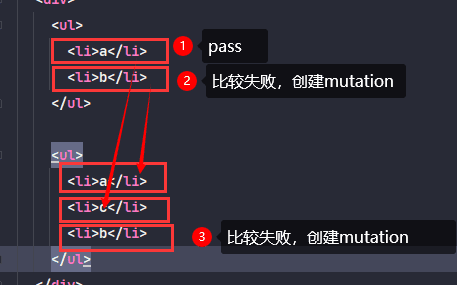 <div>
<ul>
<li>a</li>
1 pass
<li>b</li>
2 比较失败，创建mutation
</ul>
<ul>
<li>a</li>
<li>c</li>
<li>b</li>
3 比较失败，创建mutation
</ul>
</div>